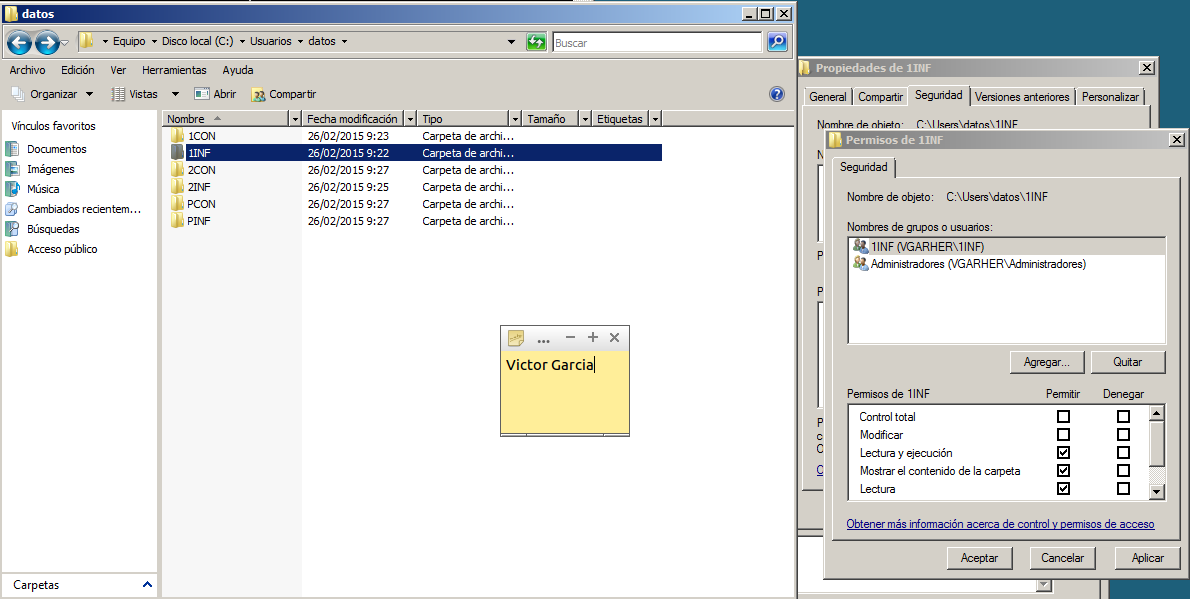 datos
Equipo Disco local (C:) Usuarios datos
Buscar
Archivo Edición Ver Herramientas Ayuda
Organizar Vistas Abrir Compartir
Vínculos favoritos
Documentos
Imágenes
Música
Cambiados recientem...
Búsquedas
Acceso público
Carpetas
Nombre Fecha modificación Tipo Tamaño Etiquetas
1CON 26/02/2015 9:23 Carpeta de archi...
1INF 26/02/2015 9:22 Carpeta de archi...
2CON 26/02/2015 9:27 Carpeta de archi...
2INF 26/02/2015 9:25 Carpeta de archi...
PCON 26/02/2015 9:27 Carpeta de archi...
PINF 26/02/2015 9:27 Carpeta de archi...
...
Victor Garcia
Propiedades de 1INF
General Compartir Seguridad Versiones anteriores Personalizar
Nombre de objeto: C:\Users\datos\1INF
Permisos de 1INF
Seguridad
Nombre de objeto: C:\Users\datos\1INF
Nombres de grupos o usuarios:
1INF (VGARHER\1INF)
Administradores (VGARHER\Administradores)
Agregar... Quitar
Permisos de 1INF Permitir Denegar
Control total
Modificar
Lectura y ejecución
Mostrar el contenido de la carpeta
Lectura
Obtener más información acerca de control y permisos de acceso
Aceptar Cancelar Aplicar